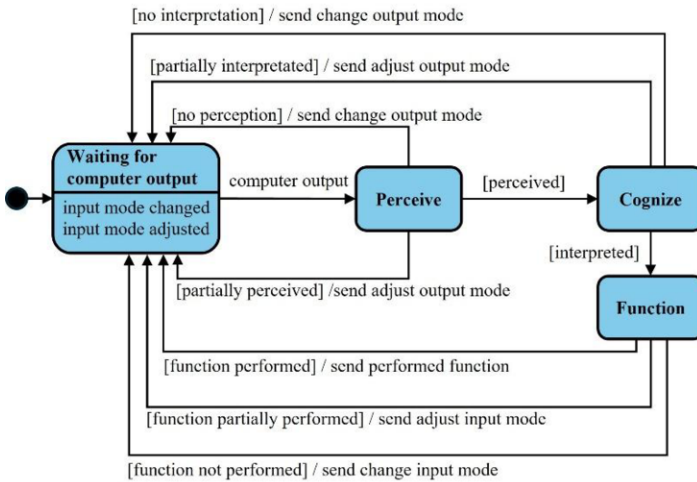 [no interpretation] / send change output mode
[partially interpretated] / send adjust output mode
[no perception] / send change output mode
Waiting for
computer output
input mode changed
input mode adjusted
computer output
Perceive
[perceived]
Cognize
[interpreted]
Function
[partially perceived] /send adjust output mode
[function performed] / send performed function
[function partially performed] / send adjust input mode
[function not performed] / send change input mode